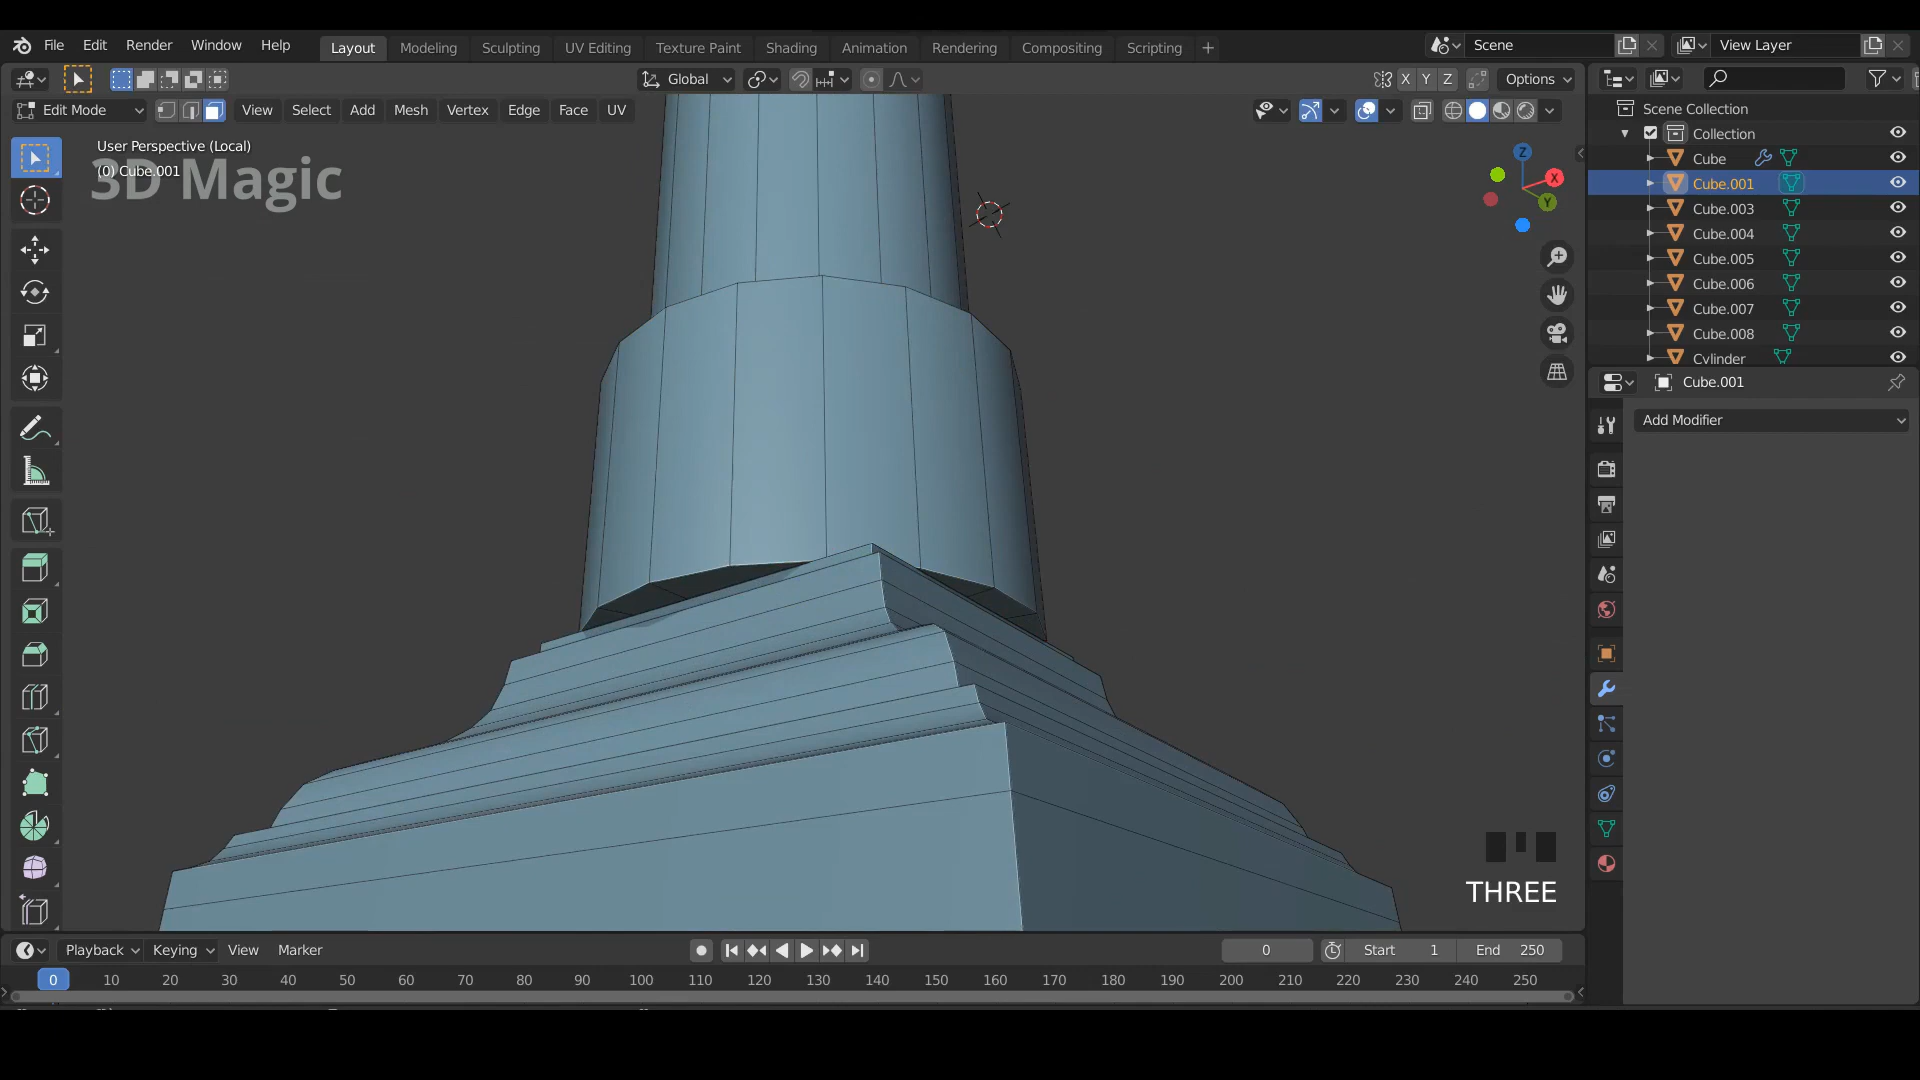 File Edit Render Window Help Layout Modeling Sculpting UV Editing Texture Paint Shading Animation Rendering Compositing Scripting + Scene View Layer
Global X Y Z Options
Edit Mode View Select Add Mesh Vertex Edge Face UV
User Perspective (Local)
(0) Cube.001
3D Magic
Z
X
Y
Scene Collection
Collection
Cube
Cube.001
Cube.003
Cube.004
Cube.005
Cube.006
Cube.007
Cube.008
Cylinder
Cube.001
Add Modifier
THREE
Playback Keying View Marker 0 Start 1 End 250
0 10 20 30 40 50 60 70 80 90 100 110 120 130 140 150 160 170 180 190 200 210 220 230 240 250